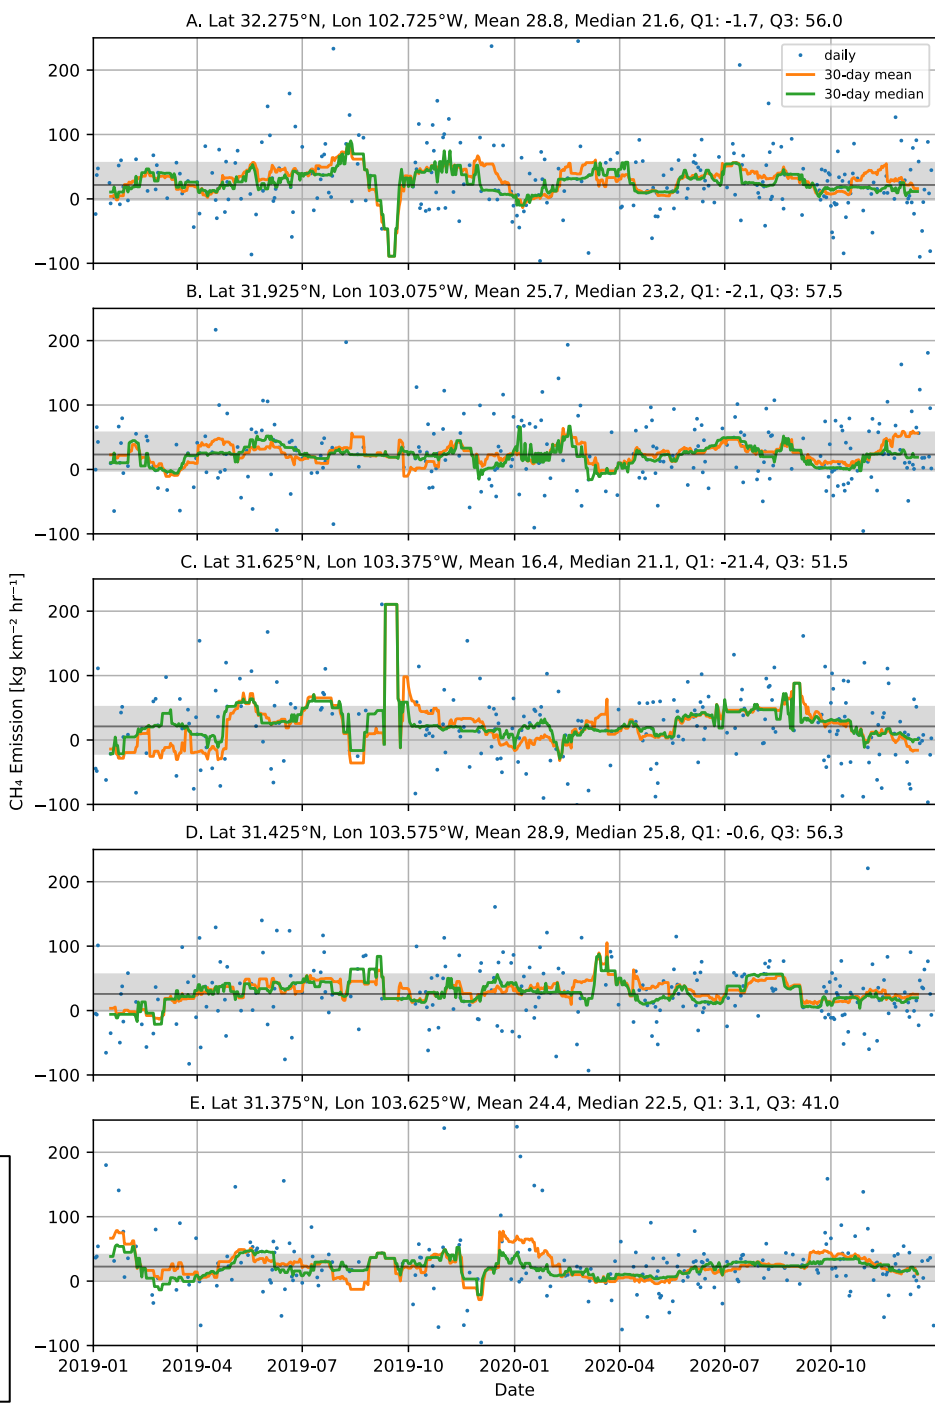 A. Lat 32.275°N, Lon 102.725°W, Mean 28.8, Median 21.6, Q1: -1.7, Q3: 56.0
200
100
0
−100
daily
30-day mean
30-day median
B. Lat 31.925°N, Lon 103.075°W, Mean 25.7, Median 23.2, Q1: -2.1, Q3: 57.5
200
100
0
−100
C. Lat 31.625°N, Lon 103.375°W, Mean 16.4, Median 21.1, Q1: -21.4, Q3: 51.5
200
100
0
−100
CH₄ Emission [kg km⁻² hr⁻¹]
D. Lat 31.425°N, Lon 103.575°W, Mean 28.9, Median 25.8, Q1: -0.6, Q3: 56.3
200
100
0
−100
E. Lat 31.375°N, Lon 103.625°W, Mean 24.4, Median 22.5, Q1: 3.1, Q3: 41.0
200
100
0
−100
2019-01 2019-04 2019-07 2019-10 2020-01 2020-04 2020-07 2020-10
Date